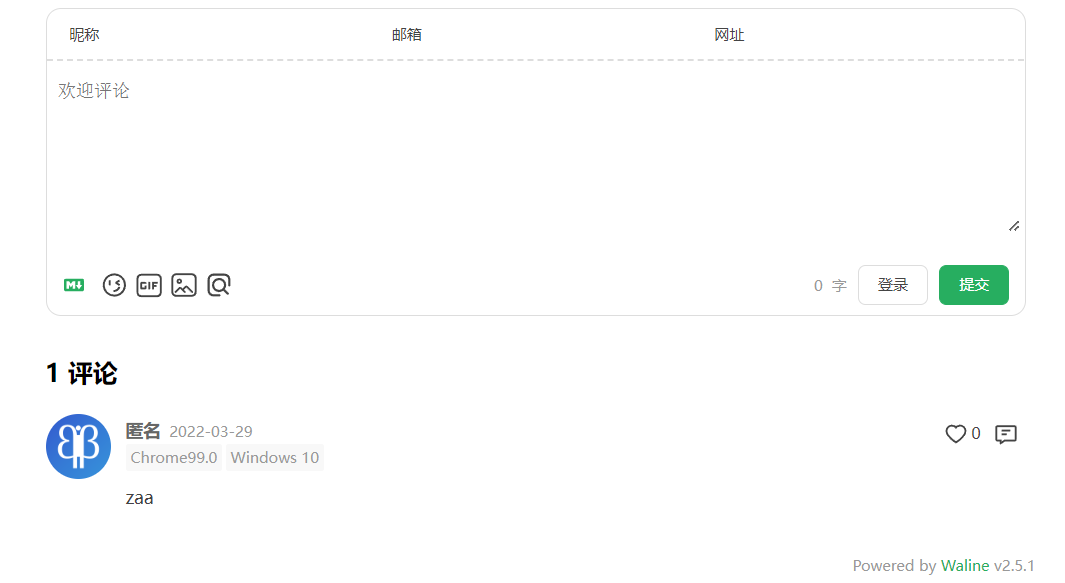 昵称 邮箱 网址
欢迎评论
M↓ GIF 0 字 登录 提交
1 评论
匿名 2022-03-29 0
Chrome99.0 Windows 10
zaa
Powered by Waline v2.5.1